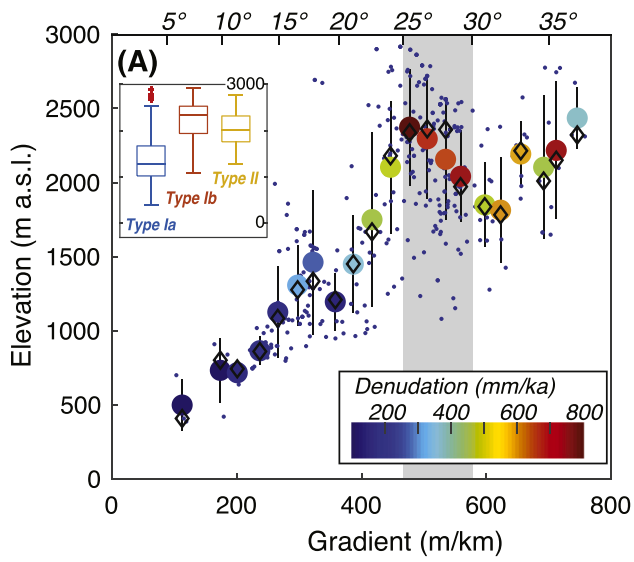 5° 10° 15° 20° 25° 30° 35°
3000
2500
2000
1500
1000
500
0
Elevation (m a.s.l.)
(A)
3000
0
Type Ia
Type Ib
Type II
Denudation (mm/ka)
200 400 600 800
0 200 400 600 800
Gradient (m/km)